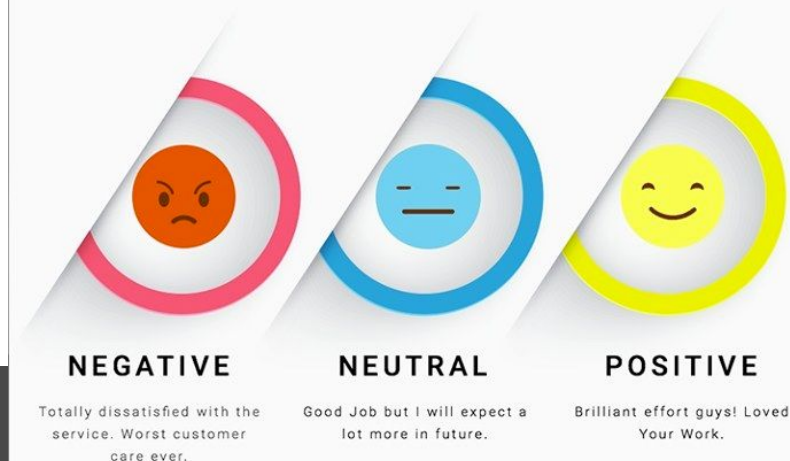 NEGATIVE
Totally dissatisfied with the
service. Worst customer
care ever.
NEUTRAL
Good Job but I will expect a
lot more in future.
POSITIVE
Brilliant effort guys! Loved
Your Work.